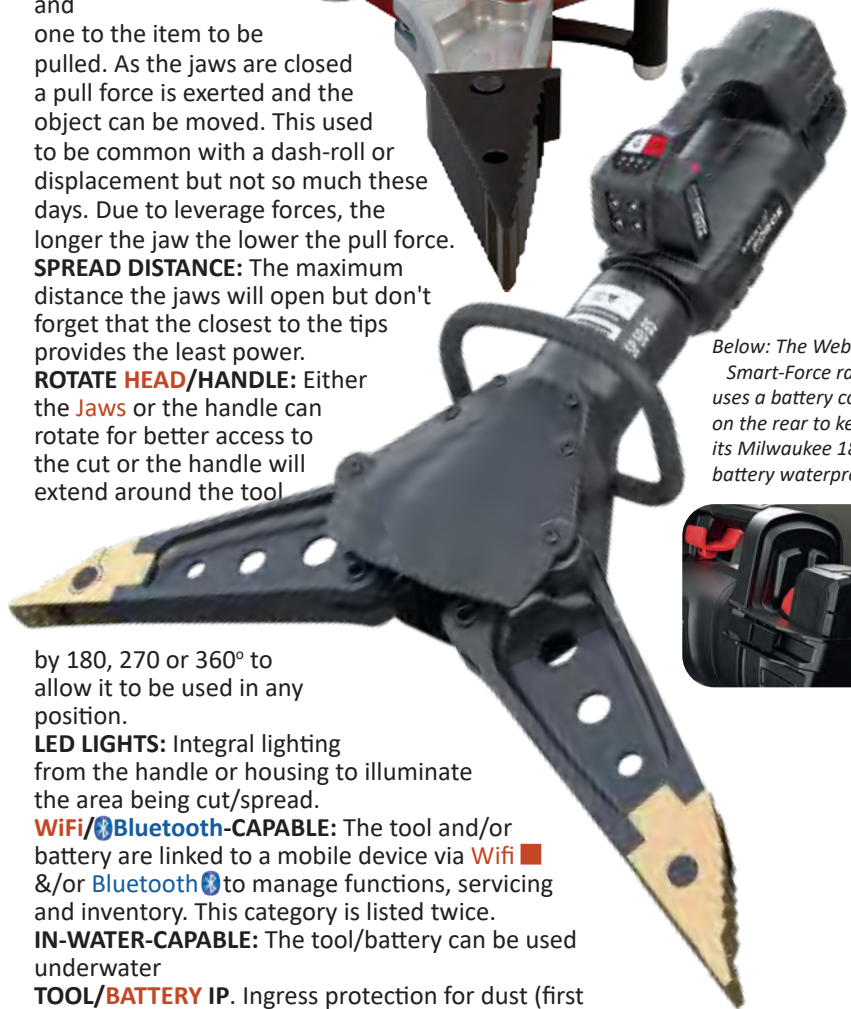 and
one to the item to be
pulled. As the jaws are closed
a pull force is exerted and the
object can be moved. This used
to be common with a dash-roll or
displacement but not so much these
days. Due to leverage forces, the
longer the jaw the lower the pull force.
SPREAD DISTANCE: The maximum
distance the jaws will open but don't
forget that the closest to the tips
provides the least power.
ROTATE HEAD/HANDLE: Either
the Jaws or the handle can
rotate for better access to
the cut or the handle will
extend around the tool
by 180, 270 or 360º to
allow it to be used in any
position.
LED LIGHTS: Integral lighting
from the handle or housing to illuminate
the area being cut/spread.
WiFi/Bluetooth-CAPABLE: The tool and/or
battery are linked to a mobile device via Wifi
&/or Bluetooth to manage functions, servicing
and inventory. This category is listed twice.
IN-WATER-CAPABLE: The tool/battery can be used
underwater
TOOL/BATTERY IP. Ingress protection for dust (first
Below: The Web
Smart-Force
uses a battery
on the rear to
its Milwaukee
battery